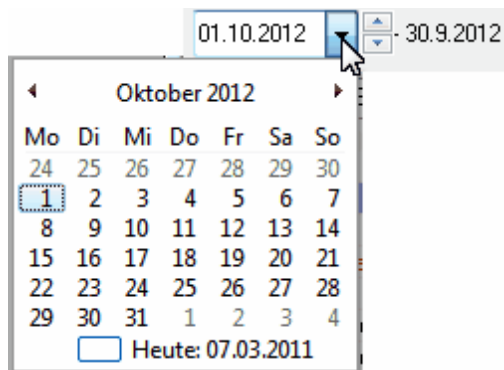 01.10.2012 - 30.9.2012
Oktober 2012
Mo Di Mi Do Fr Sa So
24 25 26 27 28 29 30
1 2 3 4 5 6 7
8 9 10 11 12 13 14
15 16 17 18 19 20 21
22 23 24 25 26 27 28
29 30 31 1 2 3 4
Heute: 07.03.2011